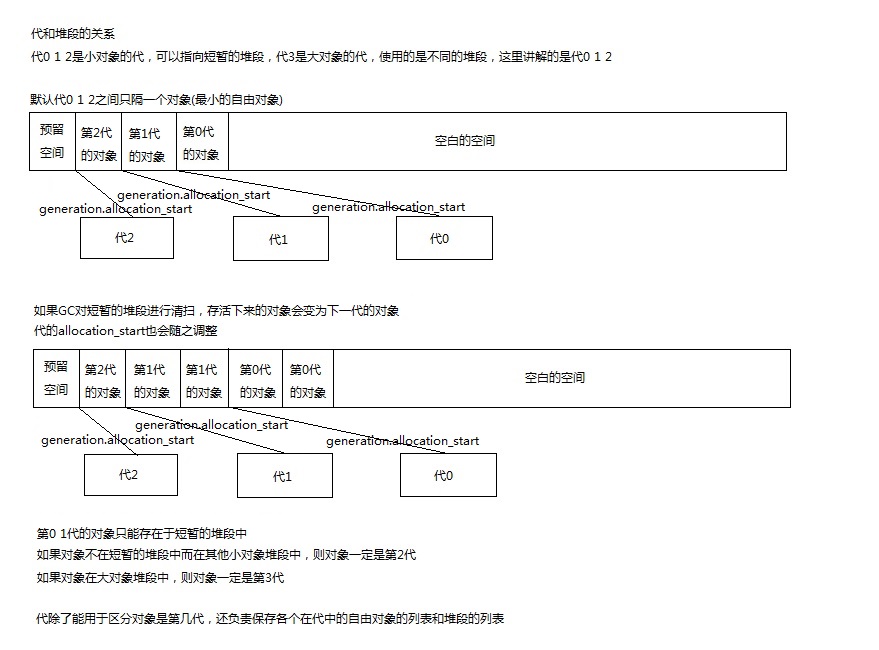 代和堆段的关系
代0 1 2是小对象的代，可以指向短暂的堆段，代3是大对象的代，使用的是不同的堆段，这里讲解的是代0 1 2
默认代0 1 2之间只隔一个对象(最小的自由对象)
预留
空间
第2代
的对象
第1代
的对象
第0代
的对象
空白的空间
generation.allocation_start
generation.allocation_start
generation.allocation_start
代2
代1
代0
如果GC对短暂的堆段进行清扫，存活下来的对象会变为下一代的对象
代的allocation_start也会随之调整
预留
空间
第2代
的对象
第1代
的对象
第1代
的对象
第0代
的对象
第0代
的对象
空白的空间
generation.allocation_start
generation.allocation_start
generation.allocation_start
代2
代1
代0
第0 1代的对象只能存在于短暂的堆段中
如果对象不在短暂的堆段中而在其他小对象堆段中，则对象一定是第2代
如果对象在大对象堆段中，则对象一定是第3代
代除了能用于区分对象是第几代，还负责保存各个在代中的自由对象的列表和堆段的列表